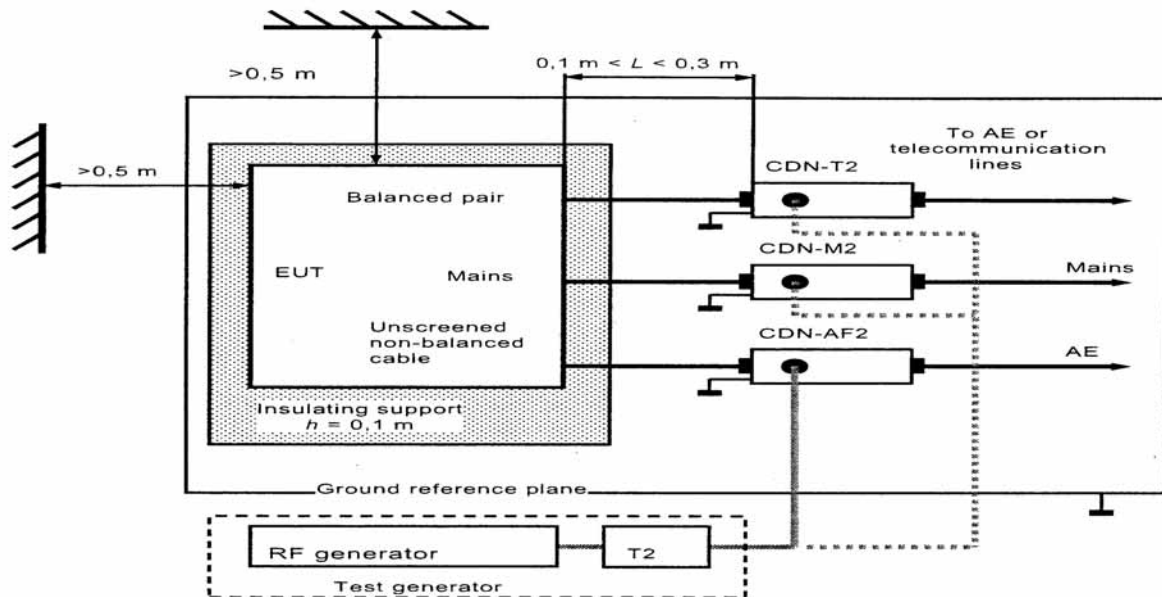 >0,5 m
0,1 m < L < 0,3 m
>0,5 m
To AE or
telecommunication
lines
CDN-T2
Balanced pair
CDN-M2
EUT
Mains
Mains
Unscreened
non-balanced
cable
CDN-AF2
AE
Insulating support
h = 0,1 m
Ground reference plane
RF generator
T2
Test generator